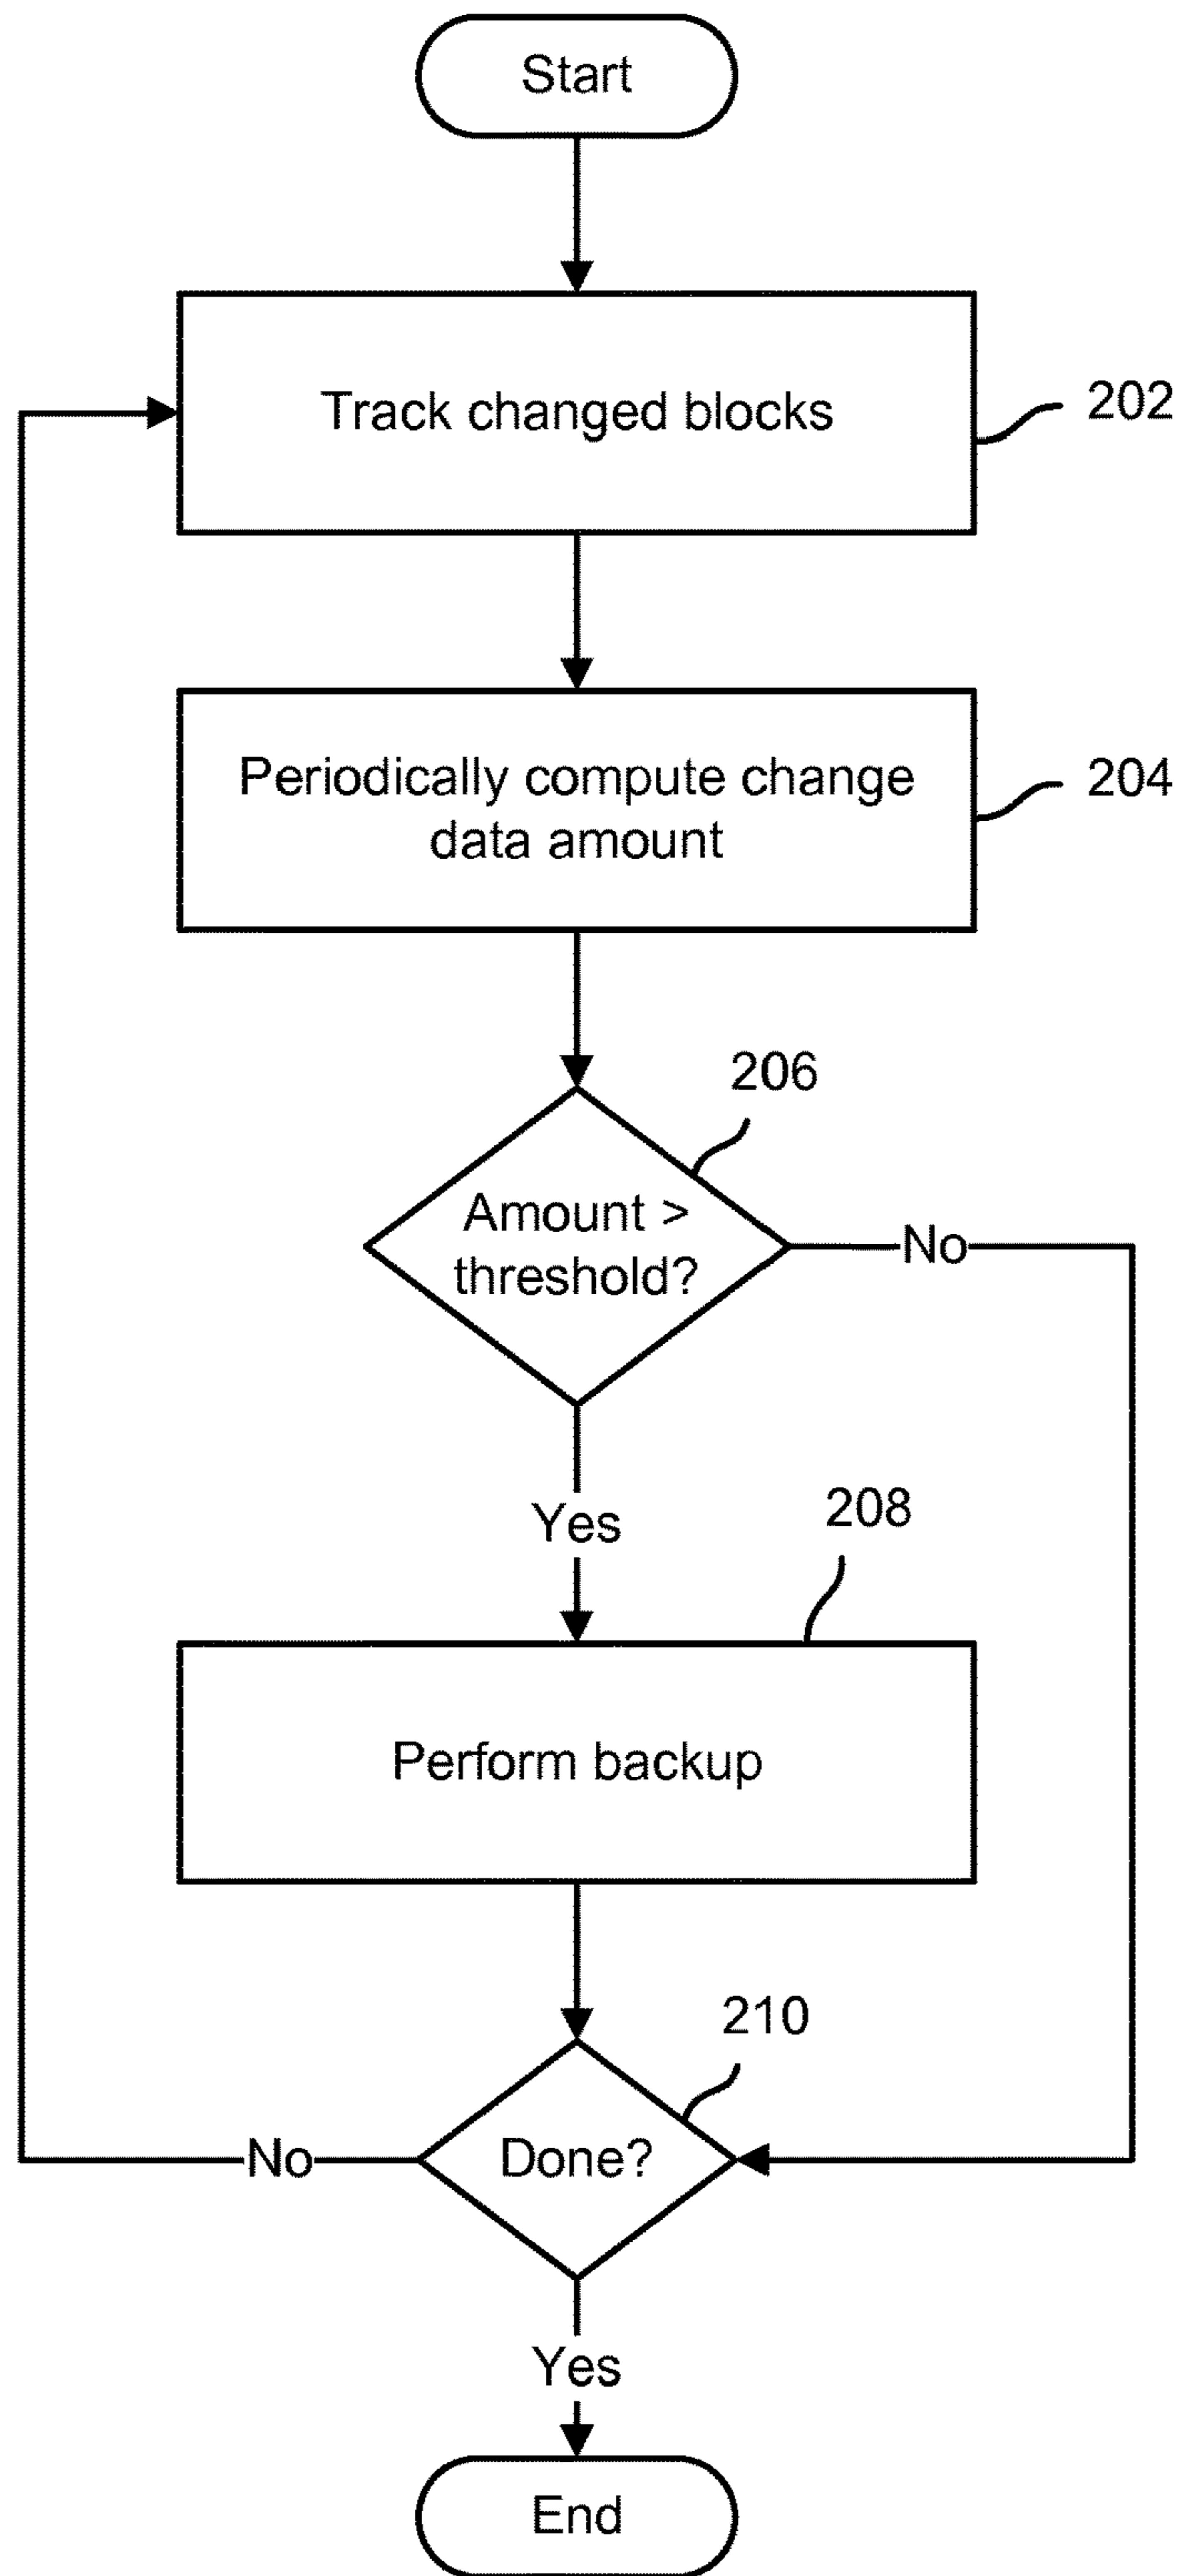 Start
Track changed blocks
202
Periodically compute change
data amount
204
206
Amount >
threshold?
No
Yes
208
Perform backup
210
Done?
No
Yes
End